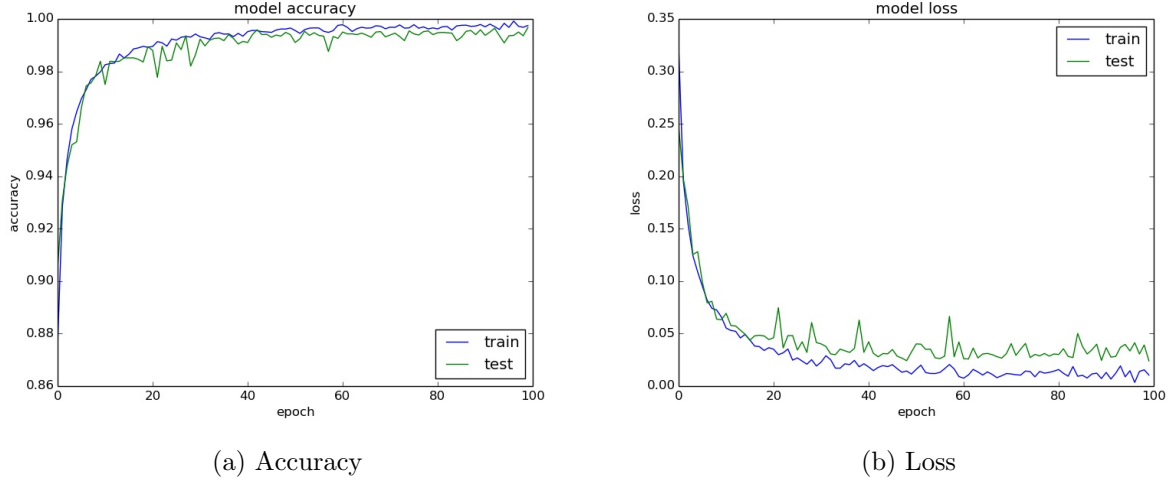 model accuracy
1.00
0.98
0.96
0.94
0.92
0.90
0.88
0.86
accuracy
0
20
40
60
80
100
epoch
train
test
(a) Accuracy
model loss
0.35
0.30
0.25
0.20
0.15
0.10
0.05
0.00
loss
0
20
40
60
80
100
epoch
train
test
(b) Loss